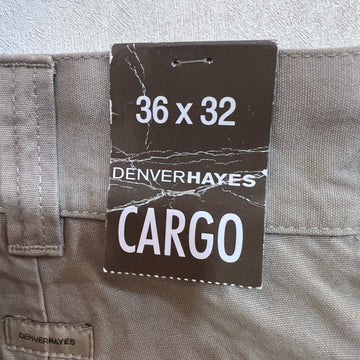 36 x 32
DENVERHAYES
CARGO
DENVERHAYES